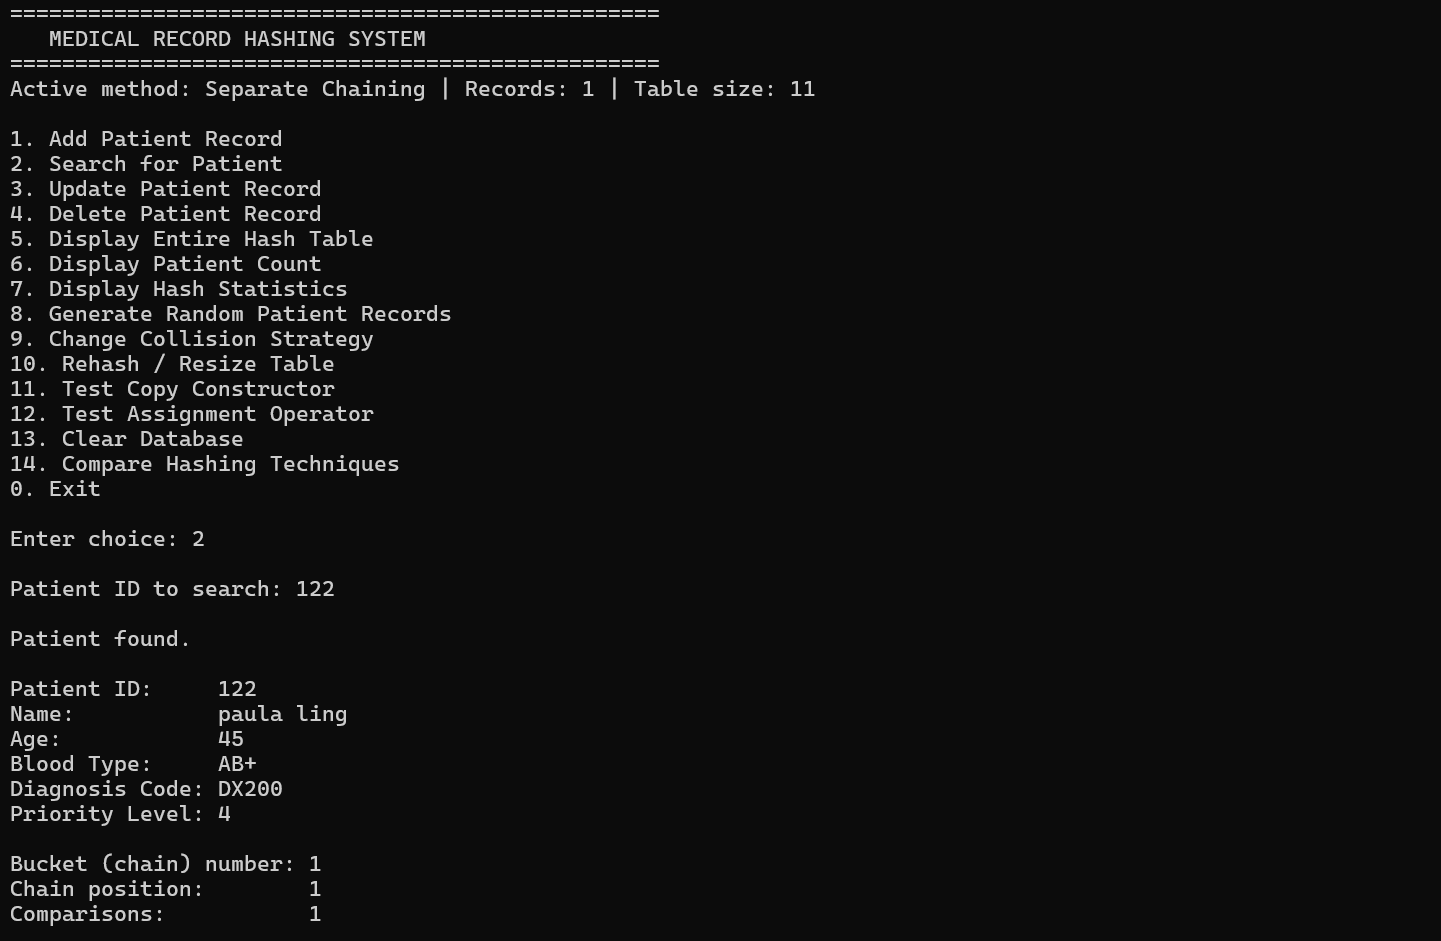 ==================================================
   MEDICAL RECORD HASHING SYSTEM
==================================================
Active method: Separate Chaining | Records: 1 | Table size: 11
1. Add Patient Record
2. Search for Patient
3. Update Patient Record
4. Delete Patient Record
5. Display Entire Hash Table
6. Display Patient Count
7. Display Hash Statistics
8. Generate Random Patient Records
9. Change Collision Strategy
10. Rehash / Resize Table
11. Test Copy Constructor
12. Test Assignment Operator
13. Clear Database
14. Compare Hashing Techniques
0. Exit
Enter choice: 2
Patient ID to search: 122
Patient found.
Patient ID:     122
Name:           paula ling
Age:            45
Blood Type:     AB+
Diagnosis Code: DX200
Priority Level: 4
Bucket (chain) number: 1
Chain position:        1
Comparisons:           1